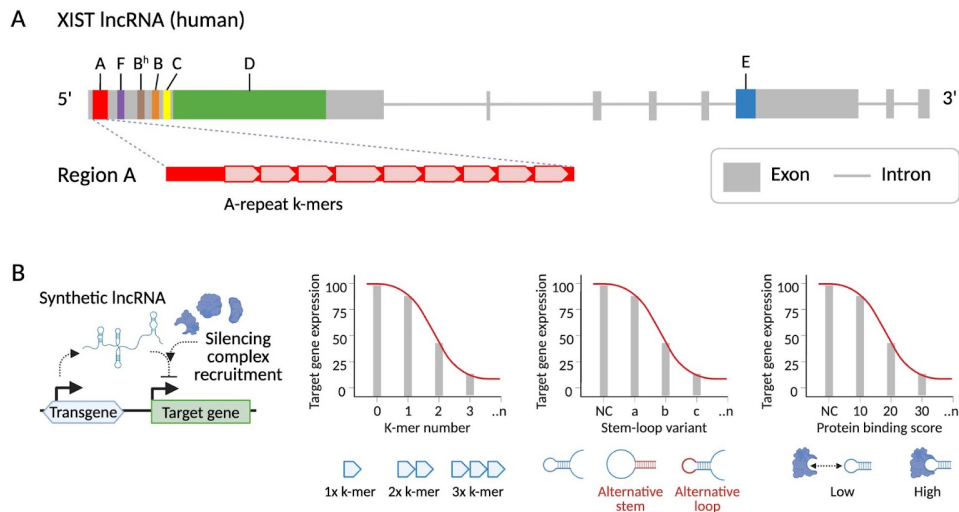 A XIST lncRNA (human)
A F Bʰ B C D E
5' 3'
Region A
A-repeat k-mers
Exon Intron
B
Synthetic lncRNA
Silencing
complex
recruitment
Transgene Target gene
Target gene expression
100
75
50
25
0
0 1 2 3 ..n
K-mer number
1x k-mer 2x k-mer 3x k-mer
Target gene expression
100
75
50
25
0
NC a b c ..n
Stem-loop variant
Alternative
stem
Alternative
loop
Target gene expression
100
75
50
25
0
NC 10 20 30 ..n
Protein binding score
Low High